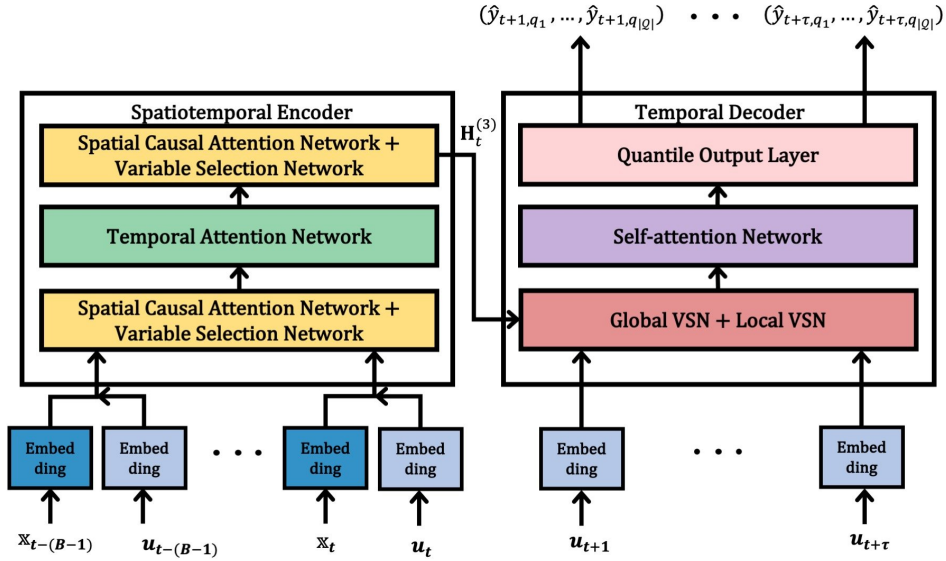 (ŷ_{t+1,q_1}, ..., ŷ_{t+1,q_{|𝒬|}}) • • • (ŷ_{t+τ,q_1}, ..., ŷ_{t+τ,q_{|𝒬|}})
Spatiotemporal Encoder
Spatial Causal Attention Network +
Variable Selection Network
Temporal Attention Network
Spatial Causal Attention Network +
Variable Selection Network
H_t^{(3)}
Temporal Decoder
Quantile Output Layer
Self-attention Network
Global VSN + Local VSN
Embed
ding
Embed
ding
• • •
Embed
ding
Embed
ding
Embed
ding
• • •
Embed
ding
𝕩_{t−(B−1)} u_{t−(B−1)} 𝕩_t u_t u_{t+1} u_{t+τ}